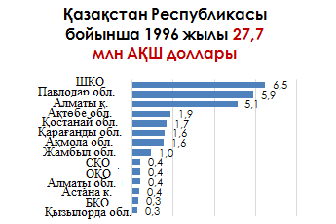 Қазақстан Республикасы
бойынша 1996 жылы 27,7
млн АҚШ доллары
ШҚО 6,5
Павлодар обл. 5,9
Алматы қ. 5,1
Ақтөбе обл. 1,9
Қостанай обл. 1,7
Қарағанды обл. 1,6
Ақмола обл. 1,6
Жамбыл обл. 1,0
СҚО 0,4
ОҚО 0,4
Алматы обл. 0,4
Астана қ. 0,4
БҚО 0,3
Қызылорда обл. 0,3